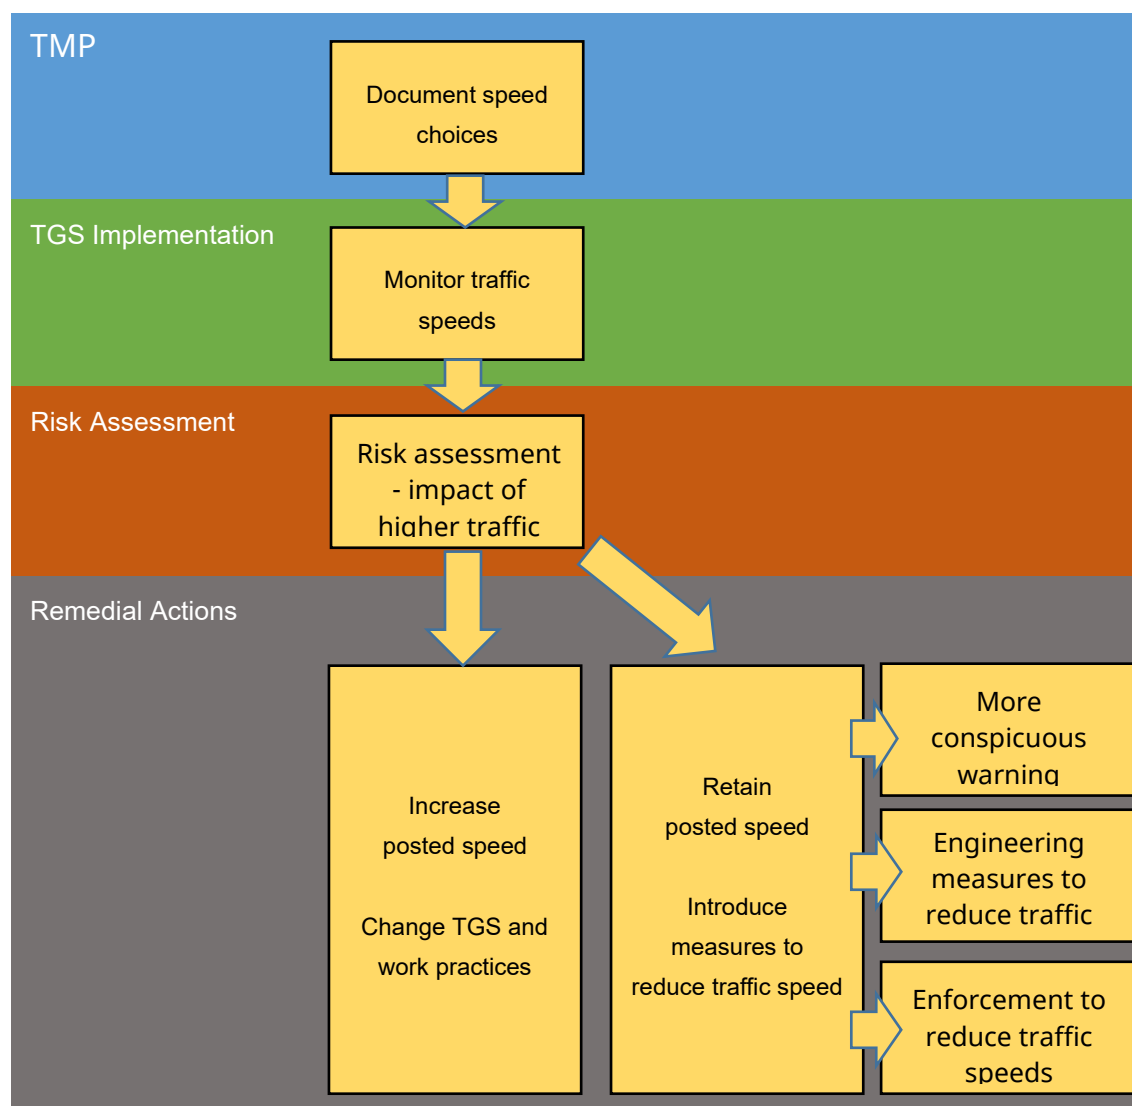 TMP
Document speed
choices
TGS Implementation
Monitor traffic
speeds
Risk Assessment
Risk assessment
- impact of
higher traffic
Remedial Actions
Increase
posted speed
Change TGS and
work practices
Retain
posted speed
Introduce
measures to
reduce traffic speed
More
conspicuous
warning
Engineering
measures to
reduce traffic
Enforcement to
reduce traffic
speeds